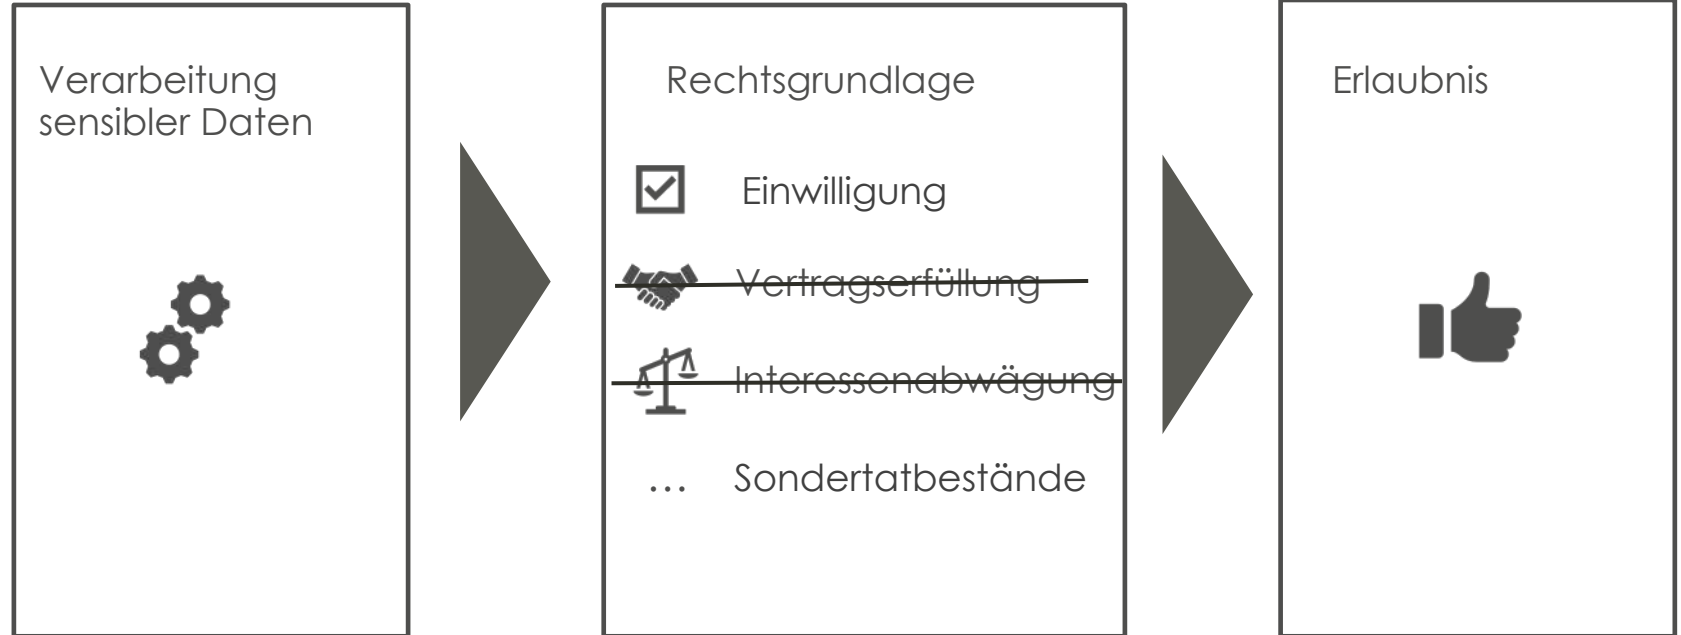 Verarbeitung
sensibler Daten
Rechtsgrundlage
Einwilligung
Vertragserfüllung
Interessenabwägung
… Sondertatbestände
Erlaubnis